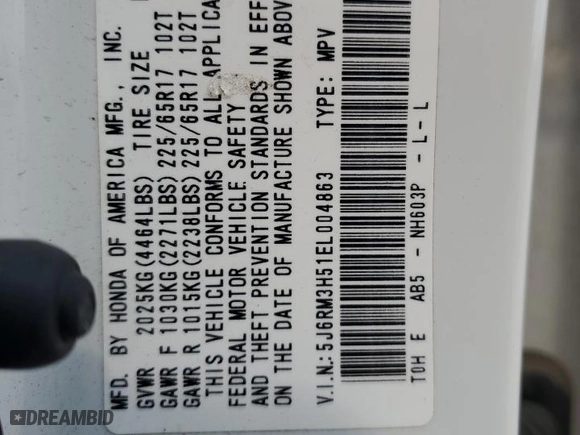 MFD. BY HONDA OF AMERICA MFG., INC.
GVWR 2025KG(4464LBS) TIRE SIZE
GAWR F 1030KG(2271LBS) 225/65R17 102T
GAWR R 1015KG(2238LBS) 225/65R17 102T
THIS VEHICLE CONFORMS TO ALL APPLICA
FEDERAL MOTOR VEHICLE SAFETY
AND THEFT PREVENTION STANDARDS IN EFF
ON THE DATE OF MANUFACTURE SHOWN ABOV
V.I.N.:5J6RM3H51EL004863 TYPE: MPV
T0H E AB5 - NH603P - L-L
DREAMBID